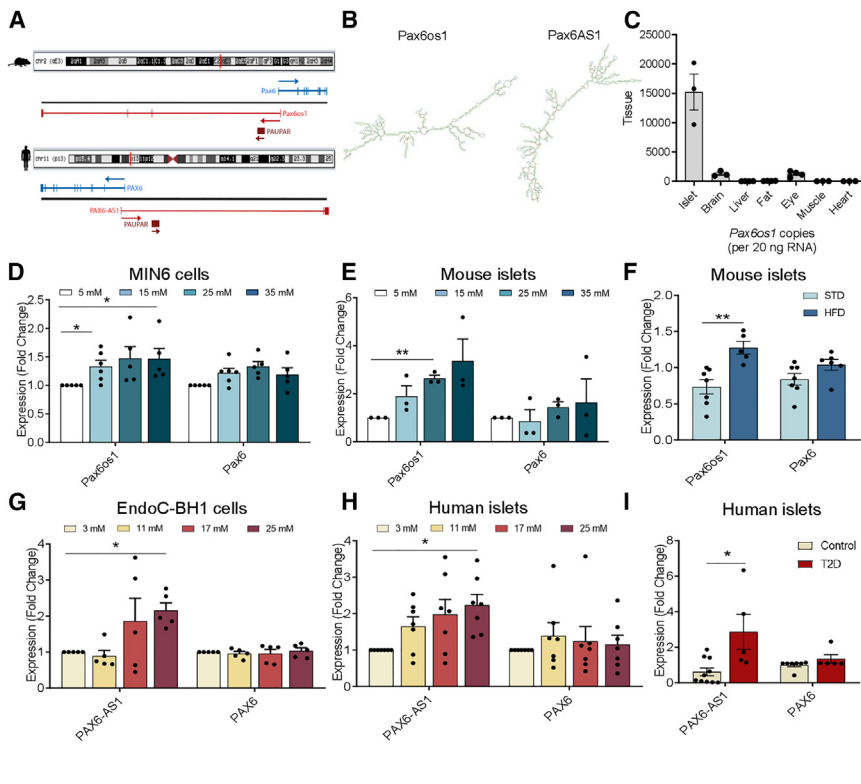 A
chr2 (qE3)
Pax6
Pax6os1
PAUPAR
chr11 (p13)
PAX6
PAX6-AS1
PAUPAR
B
Pax6os1
Pax6AS1
C
Tissue
25000
20000
15000
10000
5000
0
Islet
Brain
Liver
Fat
Eye
Muscle
Heart
Pax6os1 copies
(per 20 ng RNA)
D
MIN6 cells
5 mM
15 mM
25 mM
35 mM
Expression (Fold Change)
2.5
2.0
1.5
1.0
0.5
0.0
*
*
Pax6os1
Pax6
E
Mouse islets
5 mM
15 mM
25 mM
35 mM
Expression (Fold Change)
6
4
2
0
**
Pax6os1
Pax6
F
Mouse islets
STD
HFD
Expression (Fold Change)
2.0
1.5
1.0
0.5
0.0
**
Pax6os1
Pax6
G
EndoC-BH1 cells
3 mM
11 mM
17 mM
25 mM
Expression (Fold Change)
4
3
2
1
0
*
PAX6-AS1
PAX6
H
Human islets
3 mM
11 mM
17 mM
25 mM
Expression (Fold Change)
4
3
2
1
0
*
PAX6-AS1
PAX6
I
Human islets
Control
T2D
Expression (Fold Change)
8
6
4
2
0
*
PAX6-AS1
PAX6